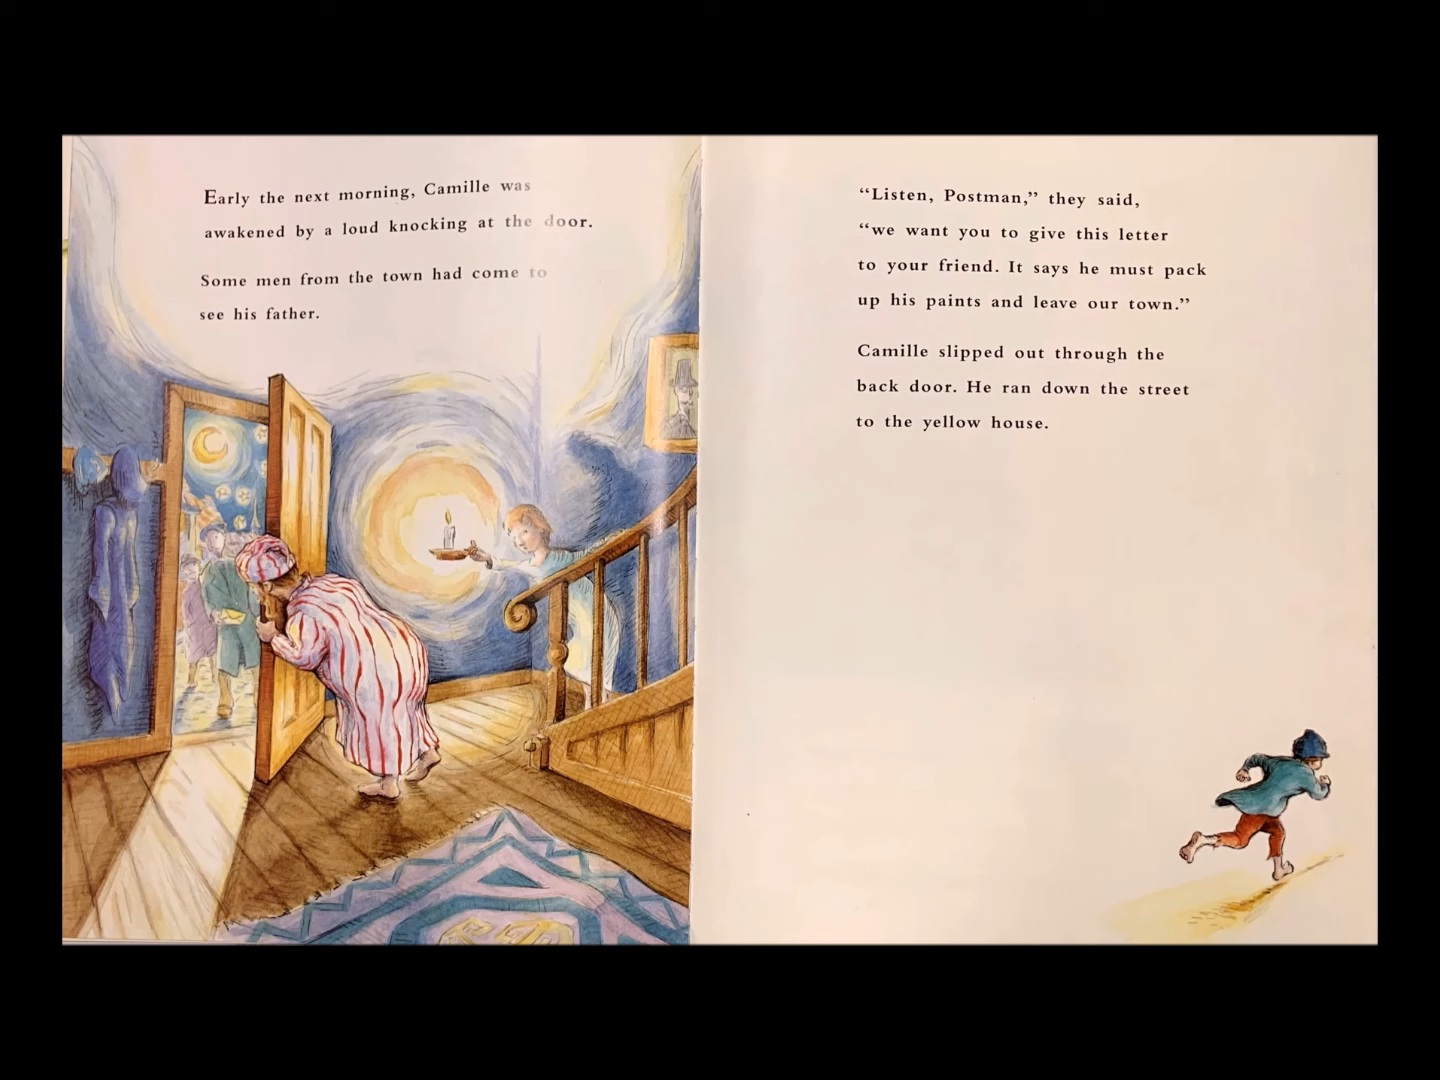 Early the next morning, Camille was
awakened by a loud knocking at the door.
Some men from the town had come to
see his father.
“Listen, Postman,” they said,
“we want you to give this letter
to your friend. It says he must pack
up his paints and leave our town.”
Camille slipped out through the
back door. He ran down the street
to the yellow house.